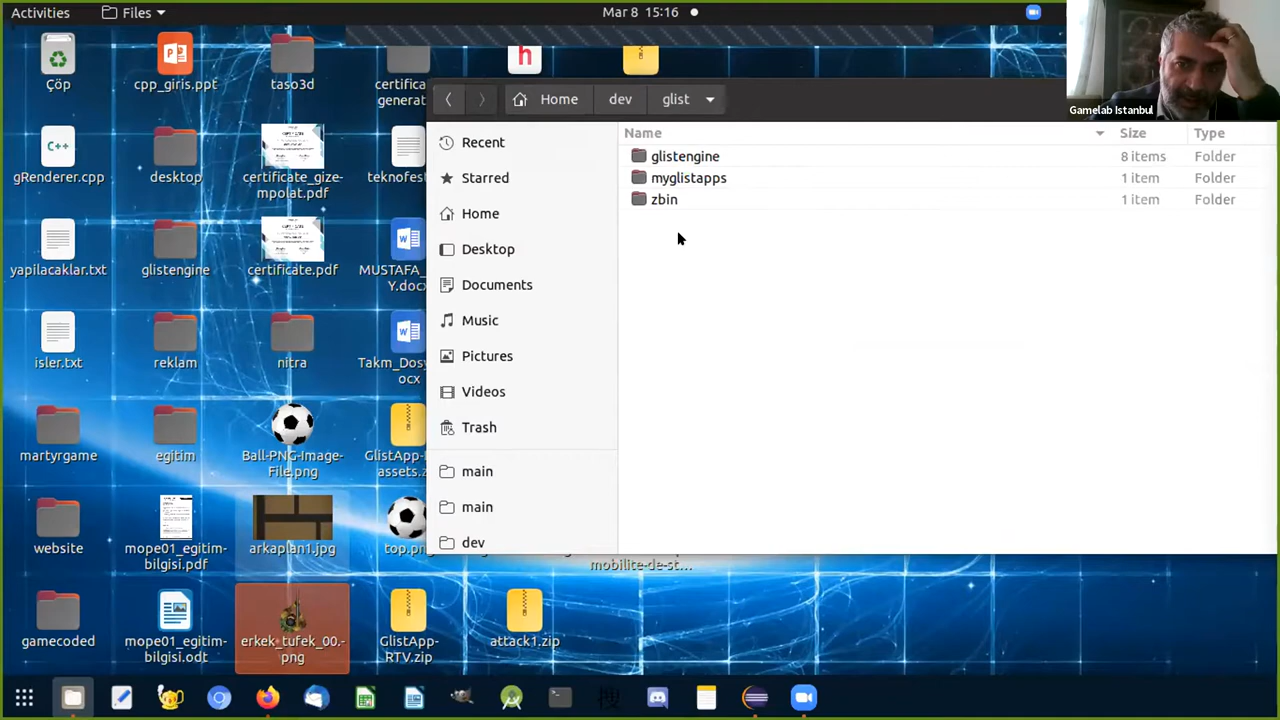 Activities
Files
Mar 8 15:16
Gamelab Istanbul
Çöp
cpp_giris.ppt
taso3d
certifica
generat
h
gRenderer.cpp
C++
desktop
certificate_gize-
mpolat.pdf
teknofest
yapilacaklar.txt
glistengine
certificate.pdf
MUSTAFA_
Y.docx
isler.txt
reklam
nitra
Takm_Dosy
ocx
martyrgame
egitim
Ball-PNG-Image-
File.png
GlistApp-
assets.z
website
mope01_egitim-
bilgisi.pdf
arkaplan1.jpg
top.png
mobilite-de-st...
gamecoded
mope01_egitim-
bilgisi.odt
erkek_tufek_00.-
png
GlistApp-
RTV.zip
attack1.zip
Home
dev
glist
Recent
Starred
Home
Desktop
Documents
Music
Pictures
Videos
Trash
main
main
dev
Name
Size
Type
glistengine
8 items
Folder
myglistapps
1 item
Folder
zbin
1 item
Folder